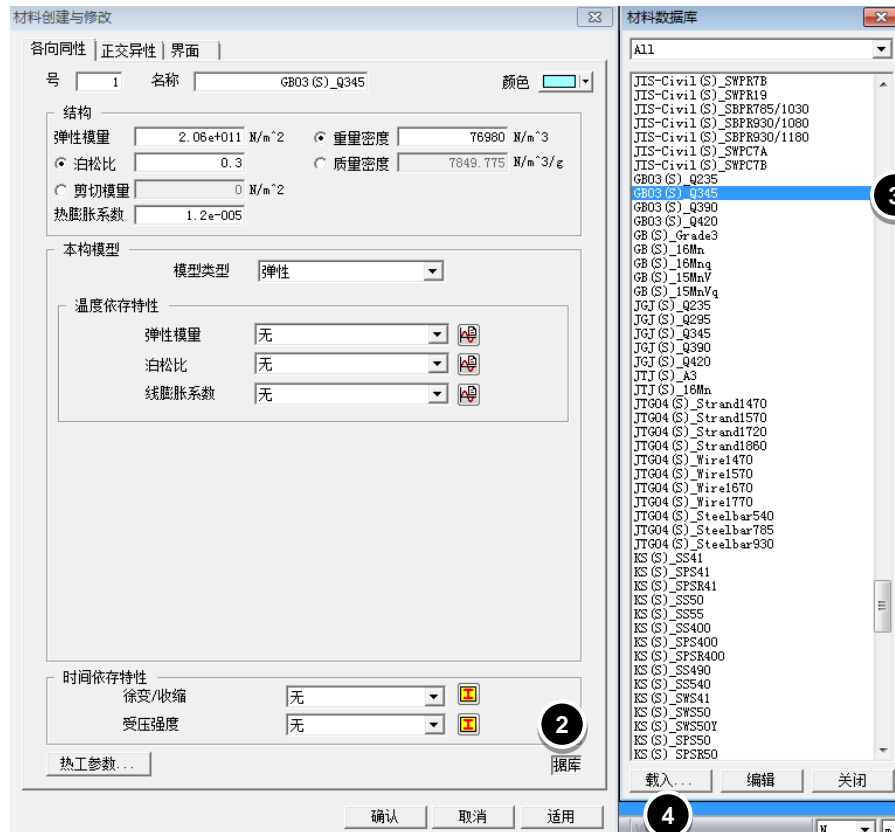 材料创建与修改
各向同性 正交异性 界面
号 1 名称 GB03(S)_Q345 颜色
结构
弹性模量 2.06e+011 N/m^2 重量密度 76980 N/m^3
泊松比 0.3 质量密度 7849.775 N/m^3/g
剪切模量 0 N/m^2
热膨胀系数 1.2e-005
本构模型
模型类型 弹性
温度依存特性
弹性模量 无
泊松比 无
线膨胀系数 无
时间依存特性
徐变/收缩 无
受压强度 无
2
热工参数... 据库
确认 取消 适用
材料数据库
All
JIS-Civil(S)_SWPR7B
JIS-Civil(S)_SWPR19
JIS-Civil(S)_SBPR785/1030
JIS-Civil(S)_SBPR930/1080
JIS-Civil(S)_SBPR930/1180
JIS-Civil(S)_SWPC7A
JIS-Civil(S)_SWPC7B
GB03(S)_Q235
GB03(S)_Q345
3
GB03(S)_Q390
GB03(S)_Q420
GB(S)_Grade3
GB(S)_16Mn
GB(S)_16Mnq
GB(S)_15MnV
GB(S)_15MnVq
JGJ(S)_Q235
JGJ(S)_Q295
JGJ(S)_Q345
JGJ(S)_Q390
JGJ(S)_Q420
JTJ(S)_A3
JTJ(S)_16Mn
JTG04(S)_Strand1470
JTG04(S)_Strand1570
JTG04(S)_Strand1720
JTG04(S)_Strand1860
JTG04(S)_Wire1470
JTG04(S)_Wire1570
JTG04(S)_Wire1670
JTG04(S)_Wire1770
JTG04(S)_Steelbar540
JTG04(S)_Steelbar785
JTG04(S)_Steelbar930
KS(S)_SS41
KS(S)_SPS41
KS(S)_SPSR41
KS(S)_SS50
KS(S)_SS55
KS(S)_SS400
KS(S)_SPS400
KS(S)_SPSR400
KS(S)_SS490
KS(S)_SS540
KS(S)_SWS41
KS(S)_SWS50
KS(S)_SWS50Y
KS(S)_SPS50
KS(S)_SPSR50
载入... 编辑 关闭
4
N